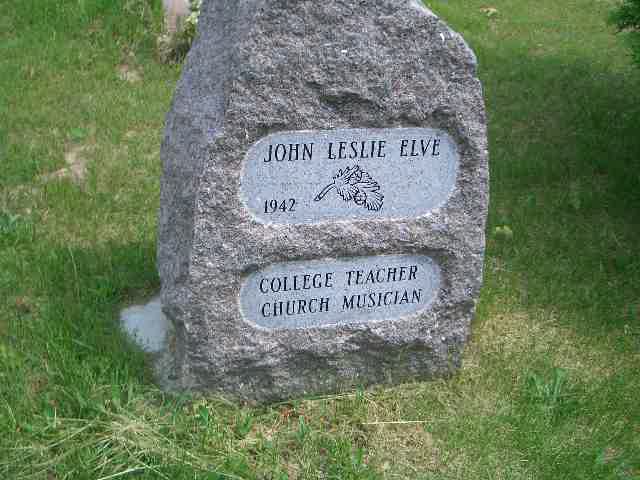 JOHN LESLIE ELVE
1942
COLLEGE TEACHER
CHURCH MUSICIAN